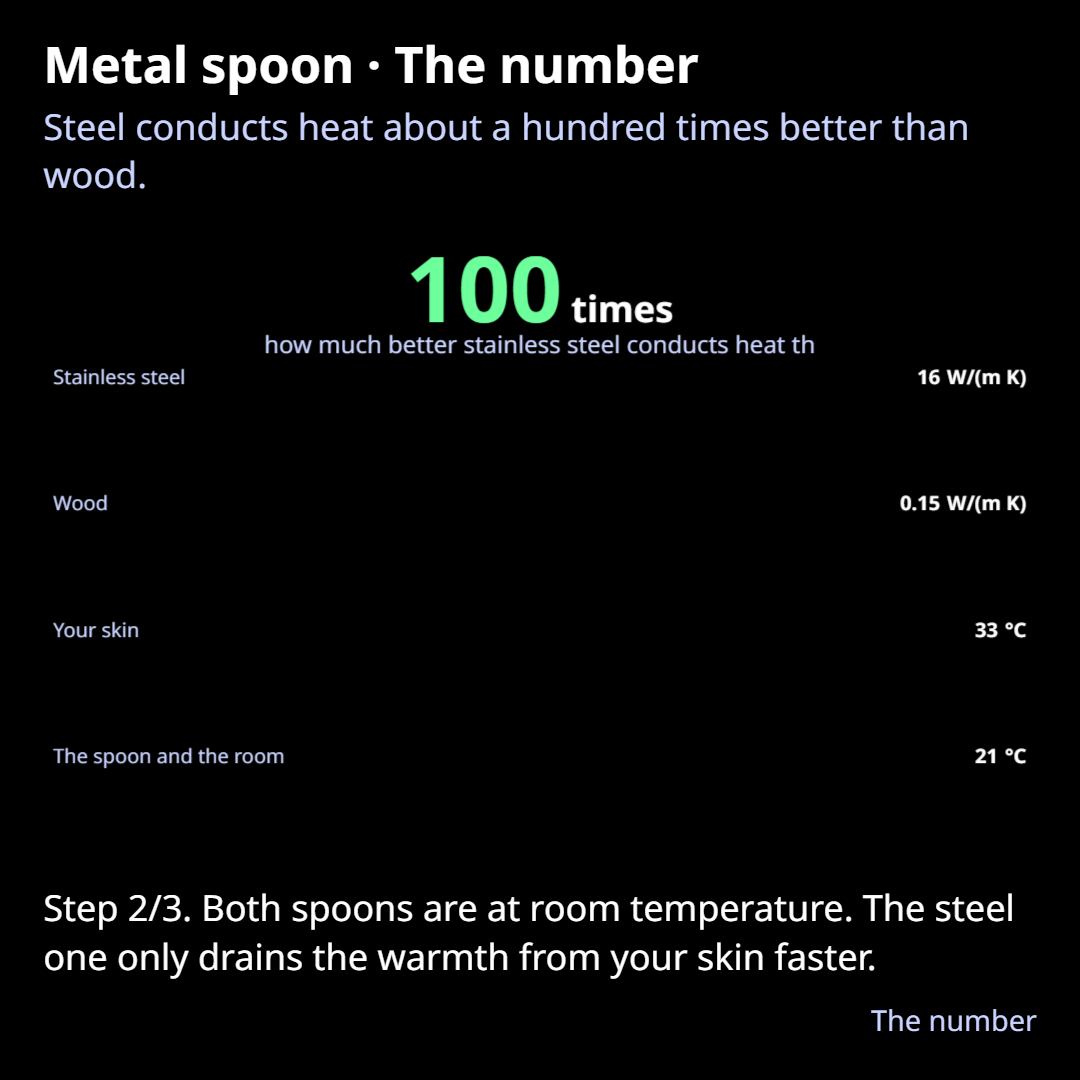 Metal spoon · The number
Steel conducts heat about a hundred times better than
wood.
100 times
how much better stainless steel conducts heat th
Stainless steel 16 W/(m K)
Wood 0.15 W/(m K)
Your skin 33 °C
The spoon and the room 21 °C
Step 2/3. Both spoons are at room temperature. The steel
one only drains the warmth from your skin faster.
The number